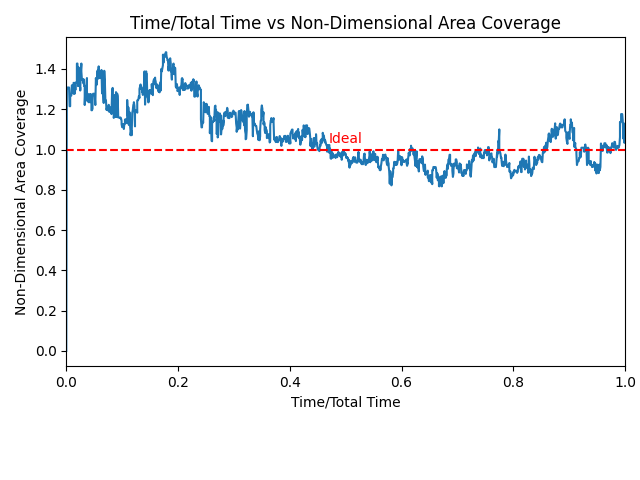 Time/Total Time vs Non-Dimensional Area Coverage
Non-Dimensional Area Coverage
1.4
1.2
1.0
0.8
0.6
0.4
0.2
0.0
Ideal
0.0 0.2 0.4 0.6 0.8 1.0
Time/Total Time